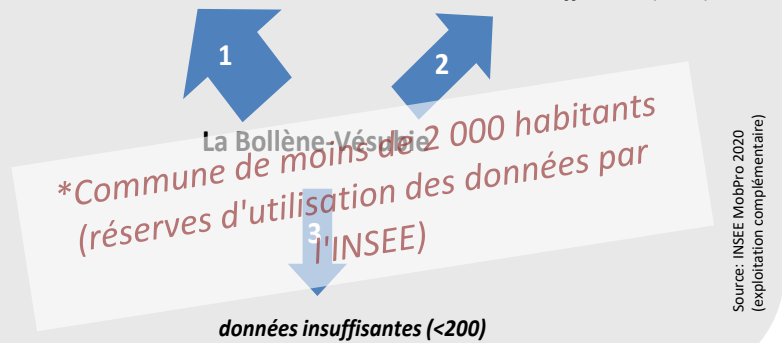 1
2
La Bollène-Vésubie
*Commune de moins de 2 000 habitants
(réserves d'utilisation des données par
l'INSEE)
3
données insuffisantes (<200)
Source: INSEE MobPro 2020
(exploitation complémentaire)